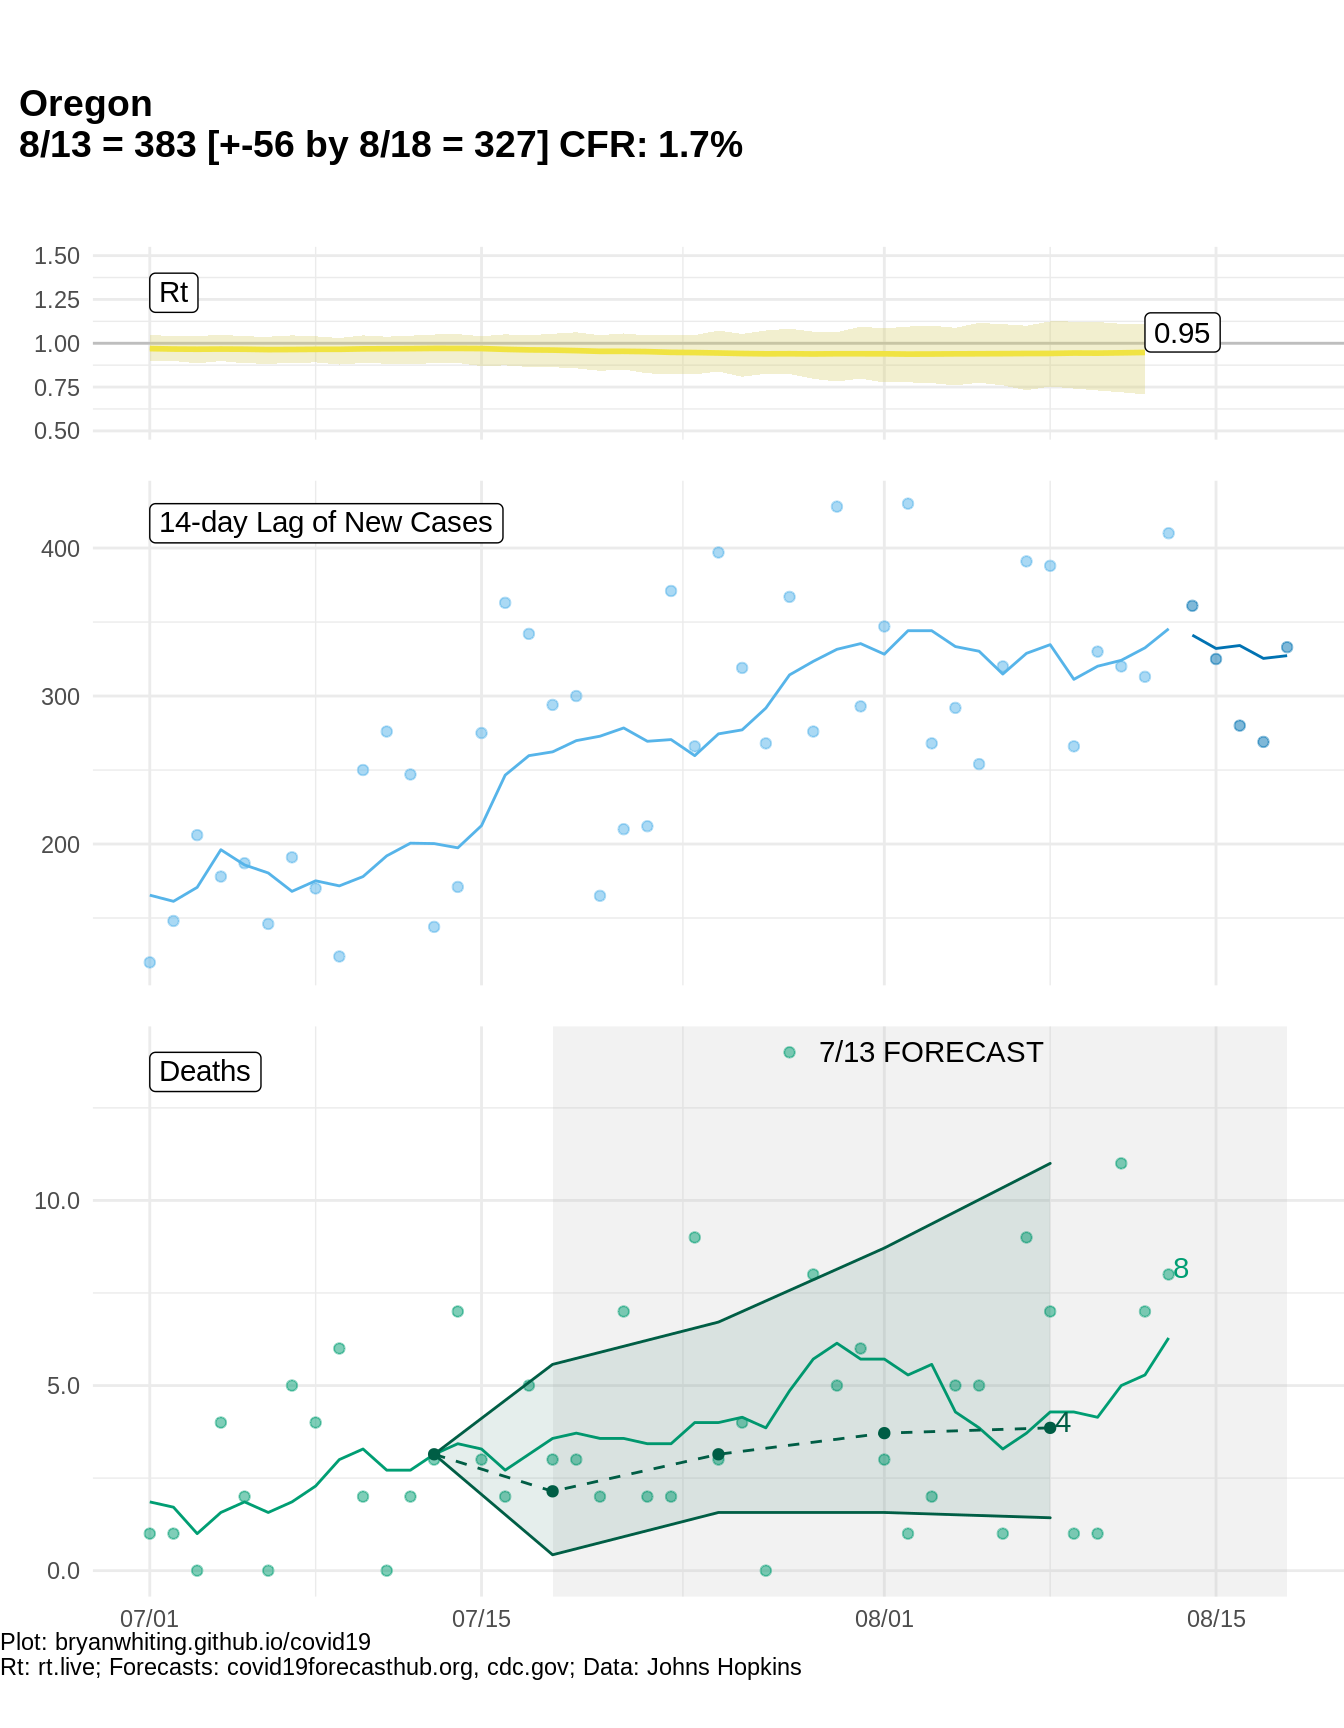 Oregon
8/13 = 383 [+-56 by 8/18 = 327] CFR: 1.7%
1.50
Rt
1.25
1.00
0.95
0.75
0.50
14-day Lag of New Cases
400
300
200
7/13 FORECAST
Deaths
10.0
8
5.0
4
0.0
07/01 07/15 08/01 08/15
Plot: bryanwhiting.github.io/covid19
Rt: rt.live; Forecasts: covid19forecasthub.org, cdc.gov; Data: Johns Hopkins